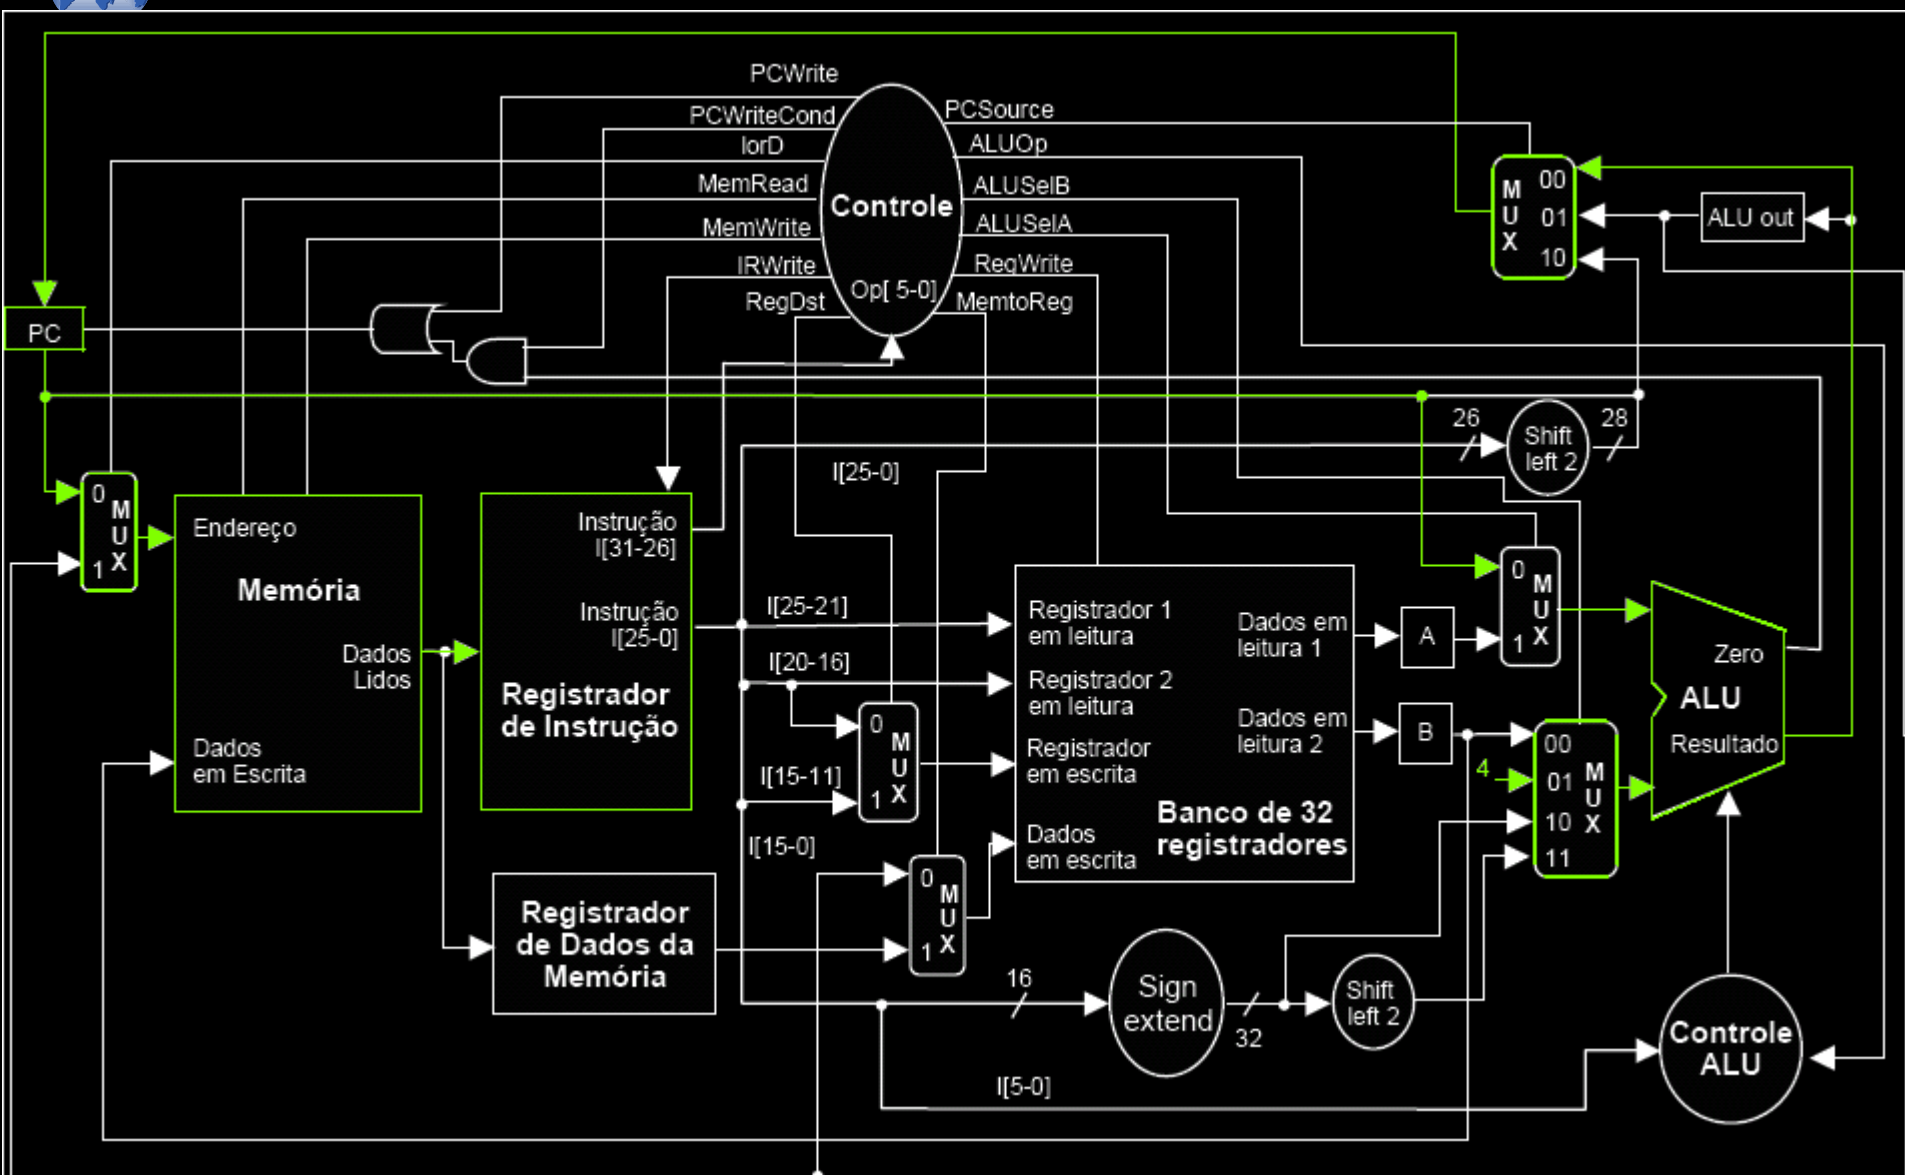 PCWrite
PCWriteCond
IorD
MemRead
MemWrite
IRWrite
RegDst
Controle
Op[ 5-0]
PCSource
ALUOp
ALUSelB
ALUSelA
RegWrite
MemtoReg
M
U
X
00
01
10
ALU out
PC
26
Shift
left 2
28
I[25-0]
0
1
M
U
X
Endereço
Memória
Dados
Lidos
Dados
em Escrita
Instrução
I[31-26]
Instrução
I[25-0]
Registrador
de Instrução
I[25-21]
I[20-16]
I[15-11]
I[15-0]
0
1
M
U
X
Registrador 1
em leitura
Registrador 2
em leitura
Registrador
em escrita
Dados
em escrita
Dados em
leitura 1
Dados em
leitura 2
Banco de 32
registradores
A
B
0
1
M
U
X
4
00
01
10
11
M
U
X
Zero
ALU
Resultado
Registrador
de Dados da
Memória
0
1
M
U
X
16
Sign
extend
32
Shift
left 2
I[5-0]
Controle
ALU